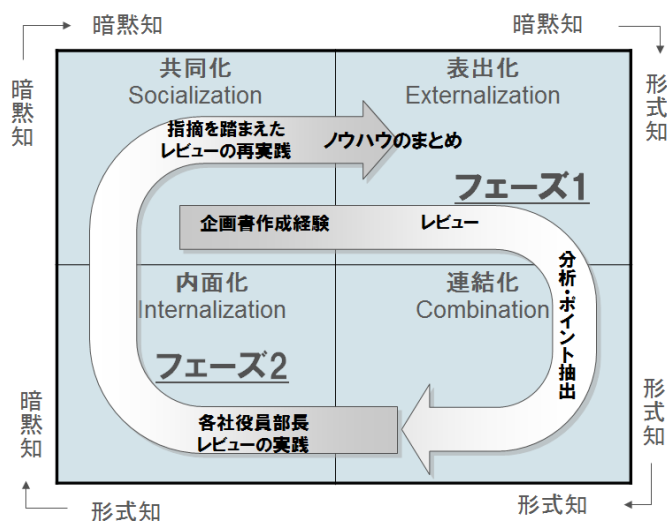 暗黙知
暗黙知
暗黙知
形式知
共同化
Socialization
表出化
Externalization
指摘を踏まえた
レビューの再実践
ノウハウのまとめ
フェーズ1
企画書作成経験
レビュー
分析・ポイント抽出
内面化
Internalization
連結化
Combination
フェーズ2
各社役員部長
レビューの実践
暗黙知
形式知
形式知
形式知